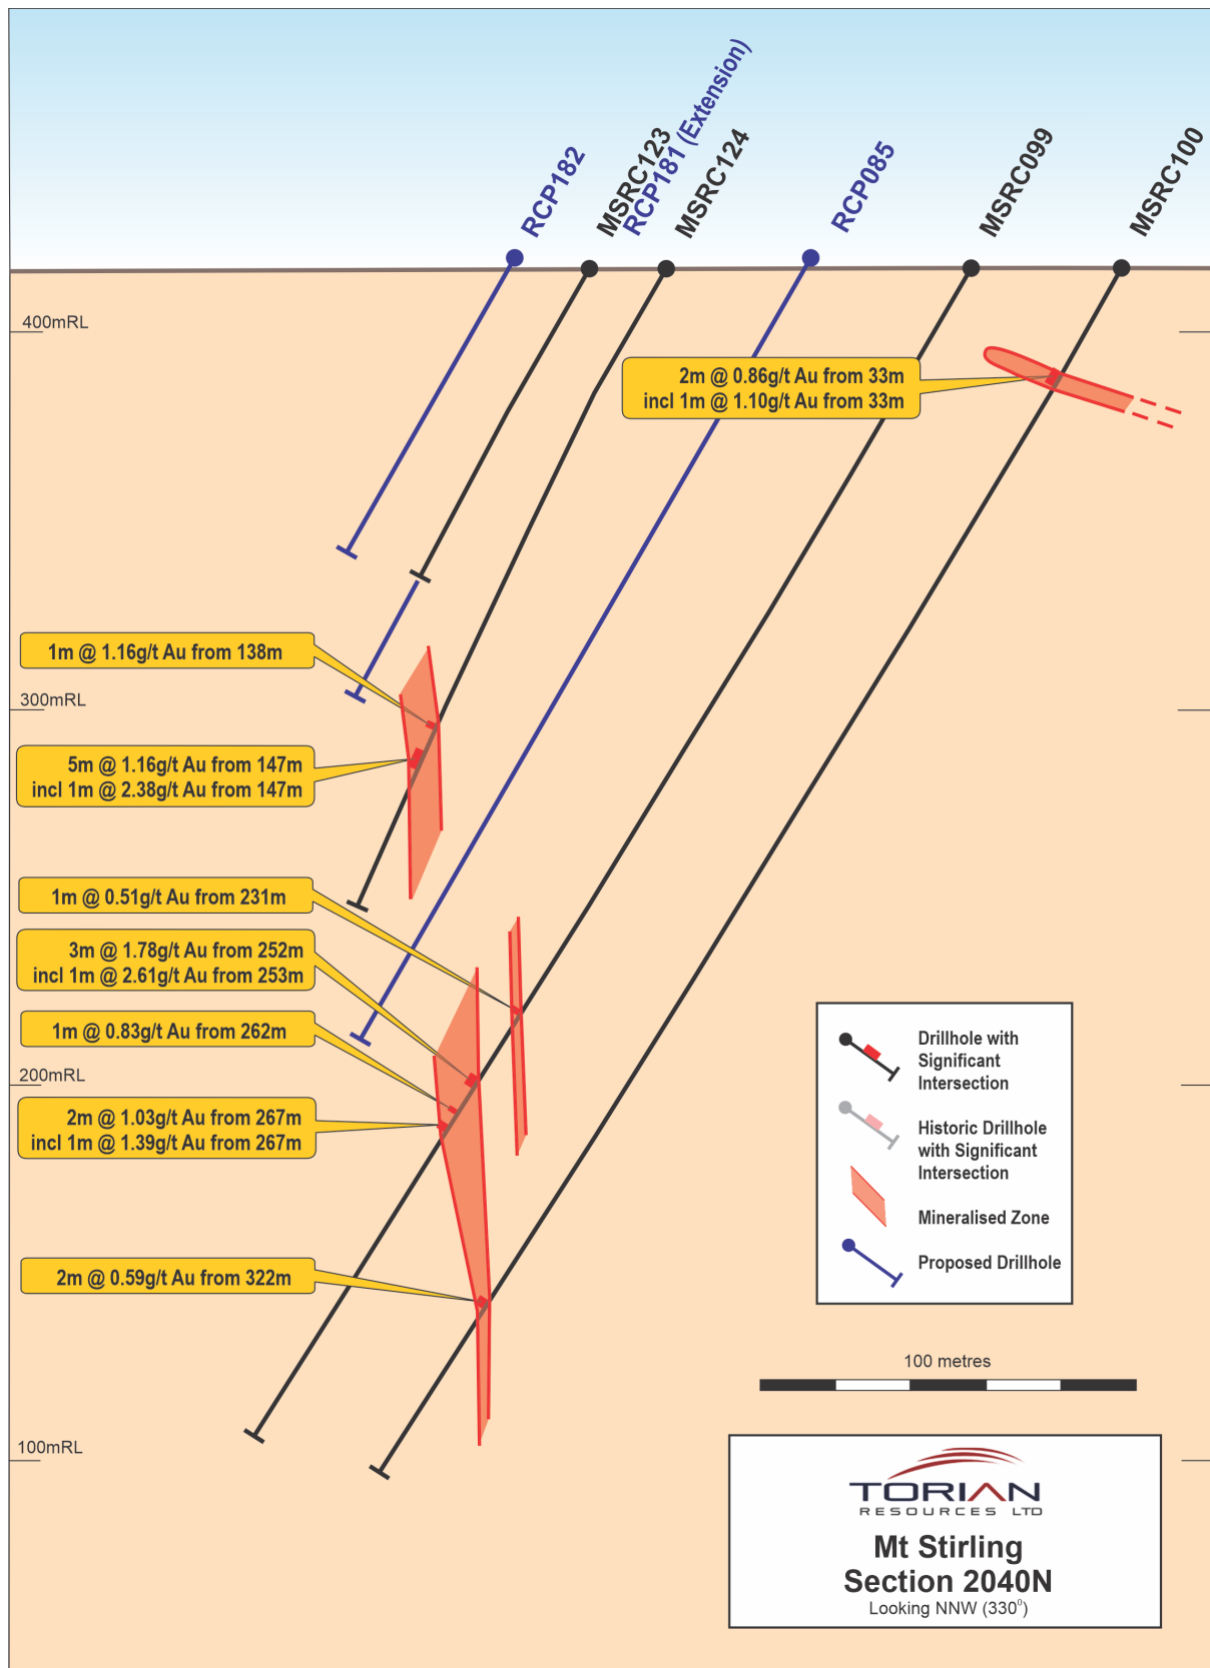 RCP182
MSRC123
RCP181 (Extension)
MSRC124
RCP085
MSRC099
MSRC100
400mRL
2m @ 0.86g/t Au from 33m
incl 1m @ 1.10g/t Au from 33m
1m @ 1.16g/t Au from 138m
300mRL
5m @ 1.16g/t Au from 147m
incl 1m @ 2.38g/t Au from 147m
1m @ 0.51g/t Au from 231m
3m @ 1.78g/t Au from 252m
incl 1m @ 2.61g/t Au from 253m
1m @ 0.83g/t Au from 262m
200mRL
2m @ 1.03g/t Au from 267m
incl 1m @ 1.39g/t Au from 267m
2m @ 0.59g/t Au from 322m
100mRL
Drillhole with
Significant
Intersection
Historic Drillhole
with Significant
Intersection
Mineralised Zone
Proposed Drillhole
100 metres
TORIAN
RESOURCES LTD
Mt Stirling
Section 2040N
Looking NNW (330⁰)